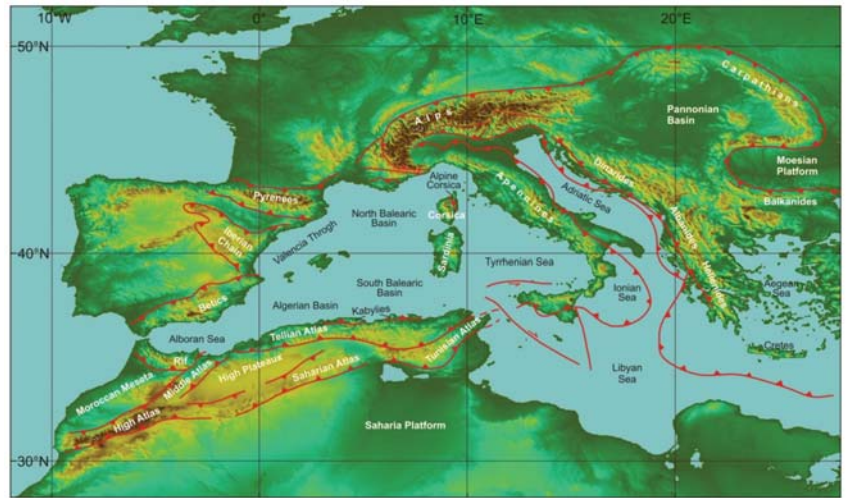 10°W
0°
10°E
20°E
50°N
Carpathians
Pannonian
Basin
Alps
Moesian
Platform
Dinarides
Alpine
Corsica
Apennines
Adriatic Sea
Pyrenees
Balkanides
North Balearic
Basin
Corsica
Albanides
Iberian
Chain
Valencia Throgh
40°N
Sardinia
Tyrrhenian Sea
Hellenides
South Balearic
Basin
Ionian
Sea
Aegean
Sea
Betics
Algerian Basin
Kabylies
Alboran Sea
Tellian Atlas
Tunisian Atlas
Cretes
Rif
High Plateaux
Middle Atlas
Saharian Atlas
Libyan
Sea
Moroccan Meseta
High Atlas
Saharia Platform
30°N